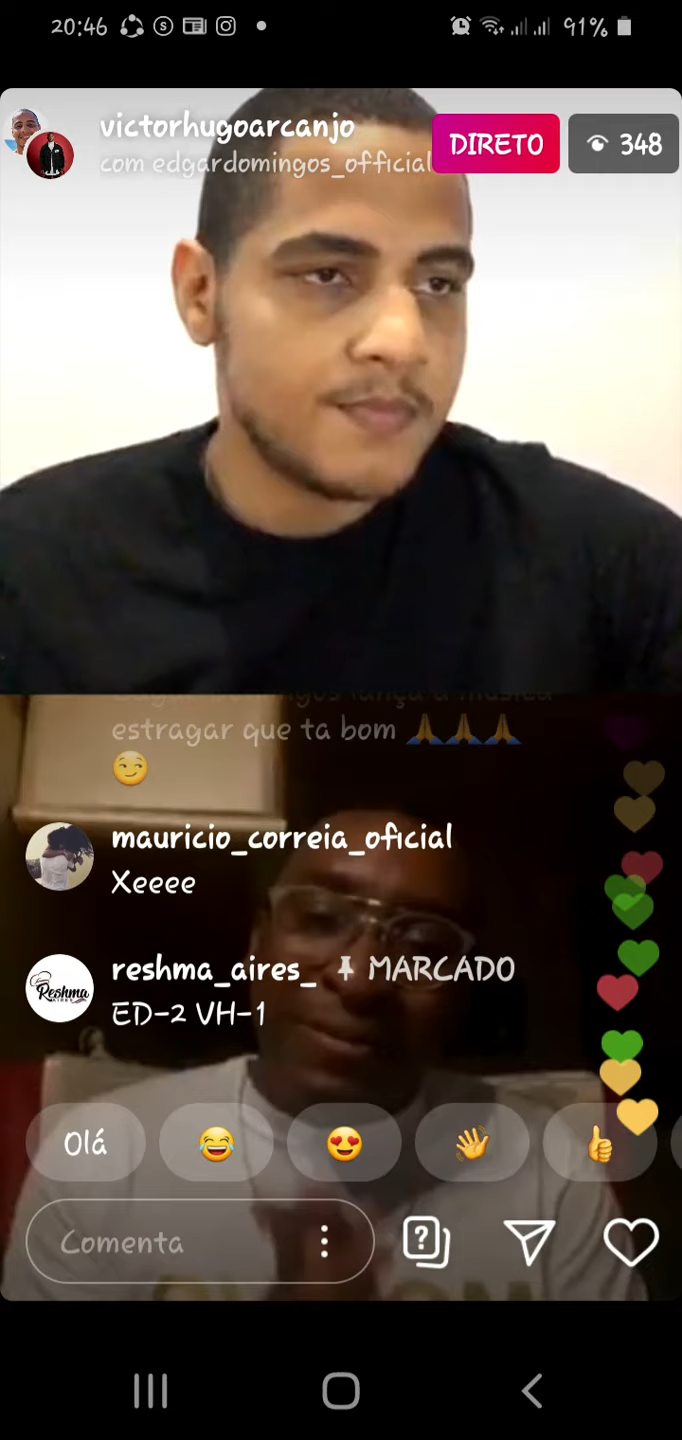 20:46
91%
victorhugoarcanjo
com edgardomingos_official
DIRETO
348
estragar que ta bom 🙏🙏🙏
😏
mauricio_correia_oficial
Xeeee
reshma_aires_ 📌 MARCADO
Reshma
ED-2 VH-1
Olá 😂 😍 👋 👍
Comenta